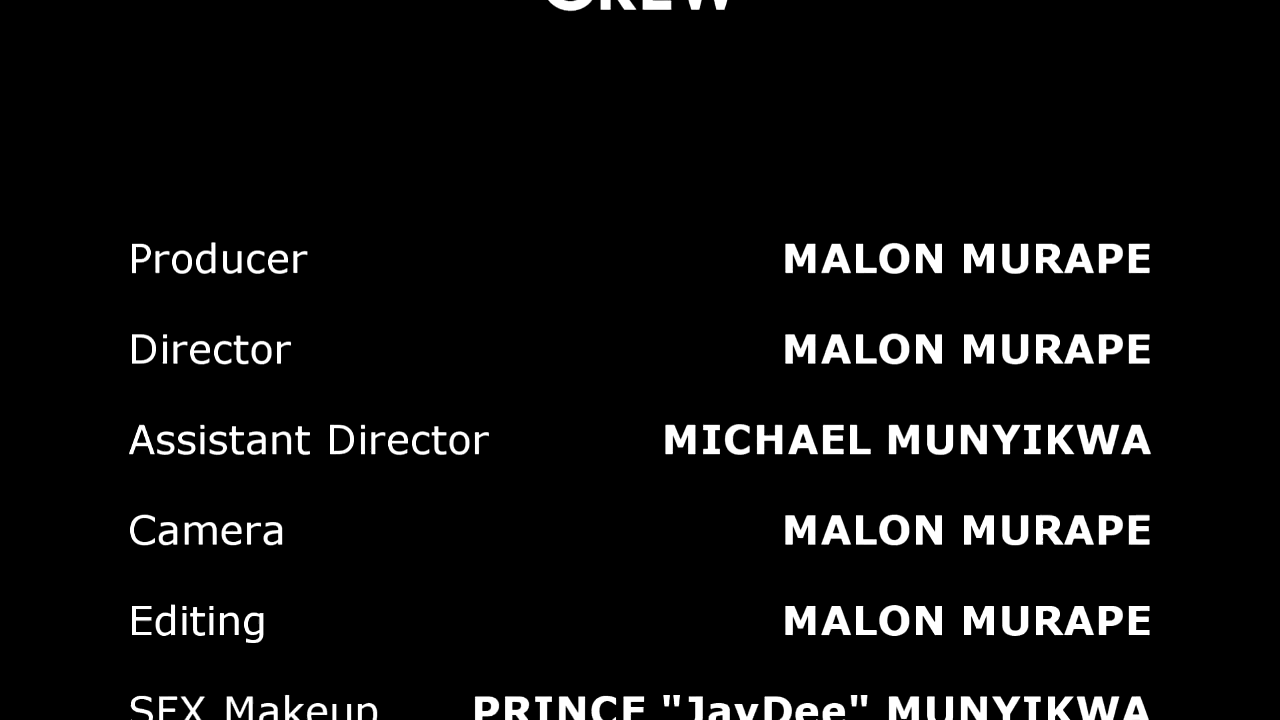 CREW
Producer MALON MURAPE
Director MALON MURAPE
Assistant Director MICHAEL MUNYIKWA
Camera MALON MURAPE
Editing MALON MURAPE
SFX Makeup PRINCE "JayDee" MUNYIKWA